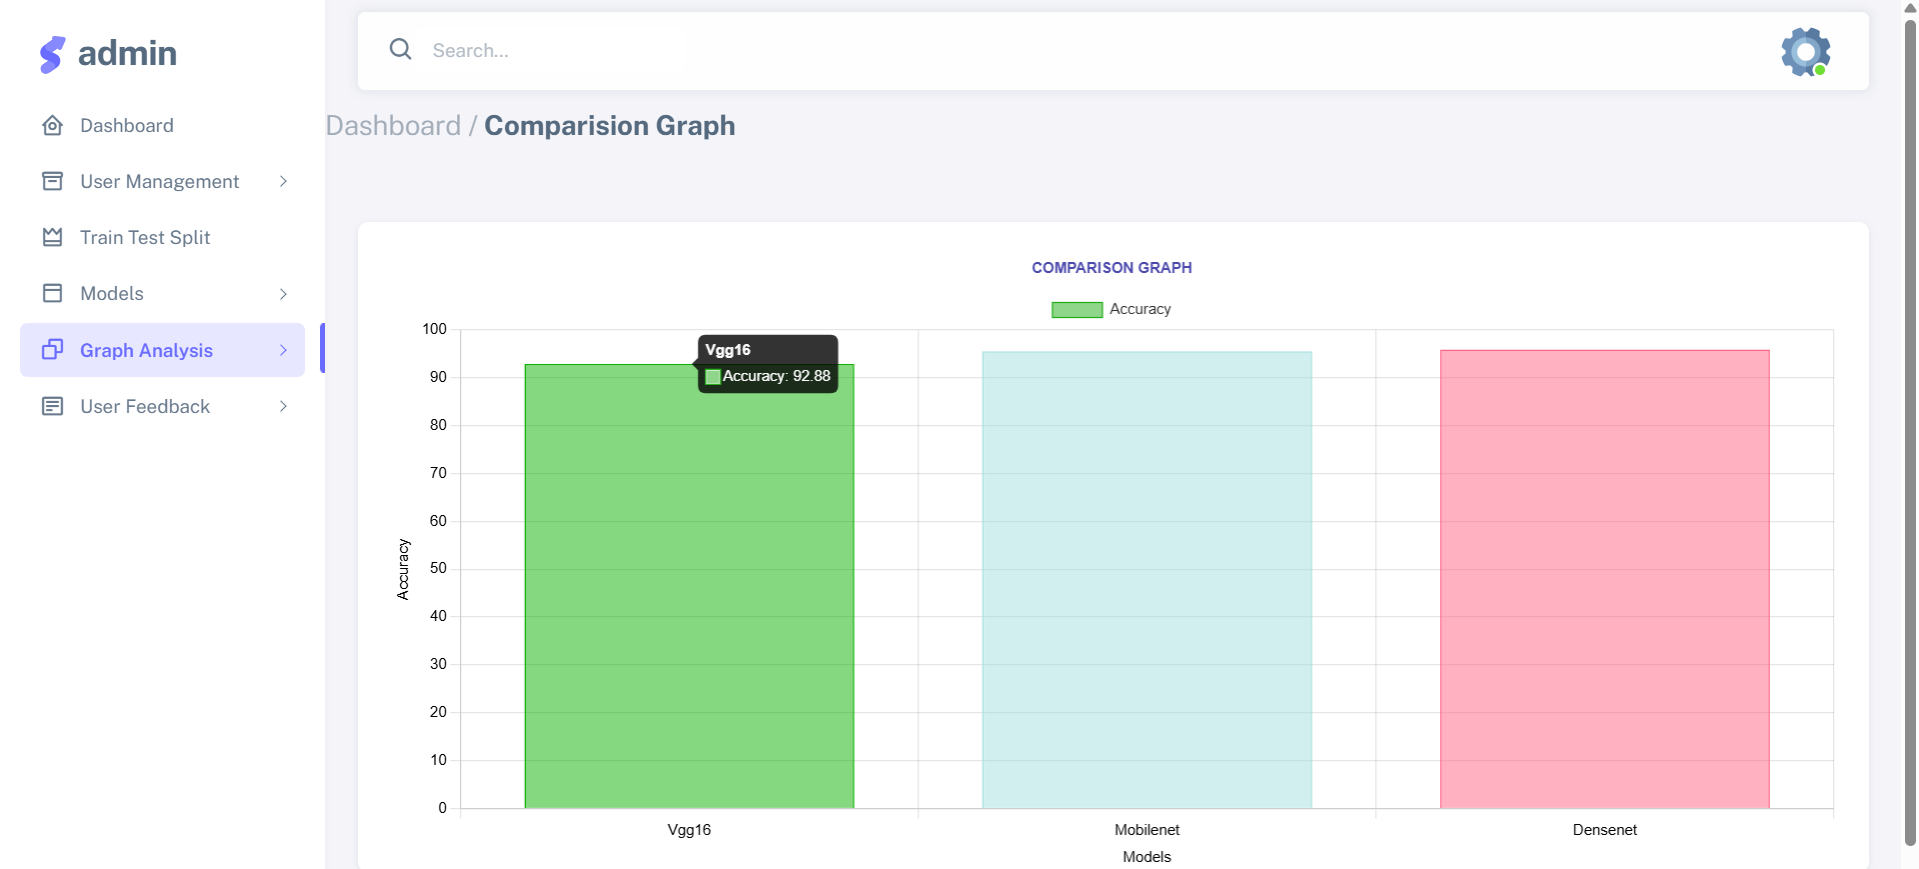 admin
Dashboard
User Management
Train Test Split
Models
Graph Analysis
User Feedback
Search...
Dashboard / Comparision Graph
COMPARISON GRAPH
Accuracy
100
90
80
70
60
50
40
30
20
10
0
Accuracy
Vgg16
Accuracy: 92.88
Vgg16
Mobilenet
Densenet
Models